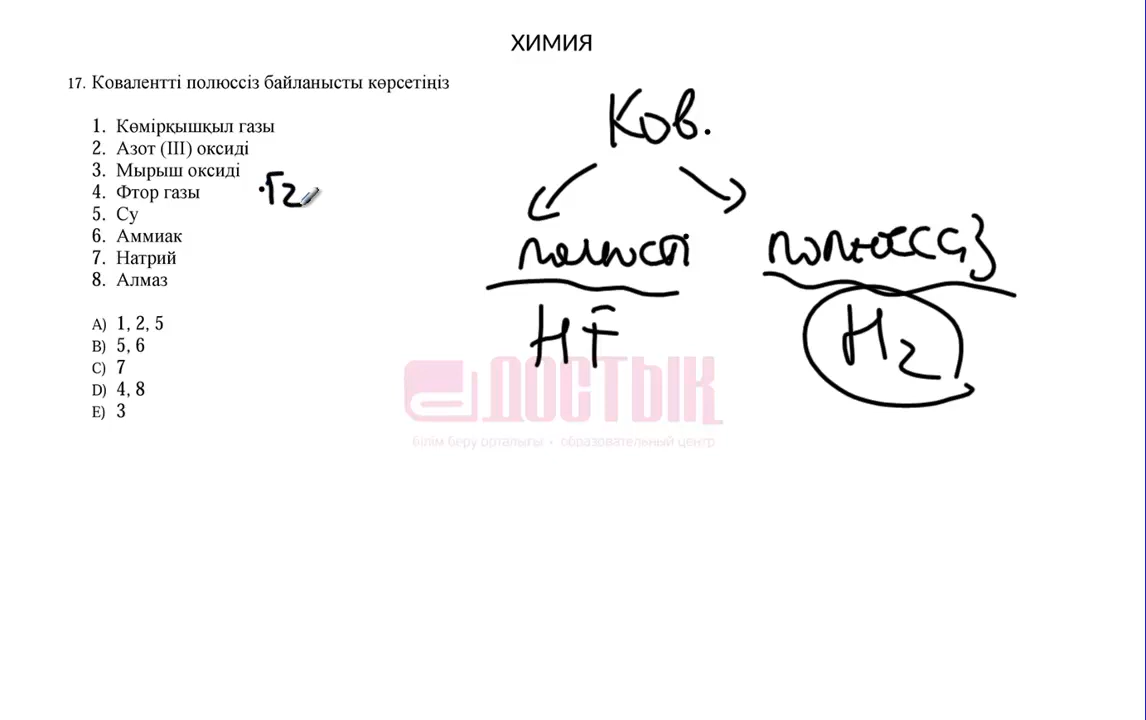 ХИМИЯ
17. Ковалентті полюссіз байланысты көрсетіңіз
1. Көмірқышқыл газы
2. Азот (III) оксиді
3. Мырыш оксиді
4. Фтор газы
5. Су
6. Аммиак
7. Натрий
8. Алмаз
A) 1, 2, 5
B) 5, 6
C) 7
D) 4, 8
E) 3
·F2
Ков.
полюсті
полюссіз
HF
H2
ДОСТЫҚ
білім беру орталығы • образовательный центр